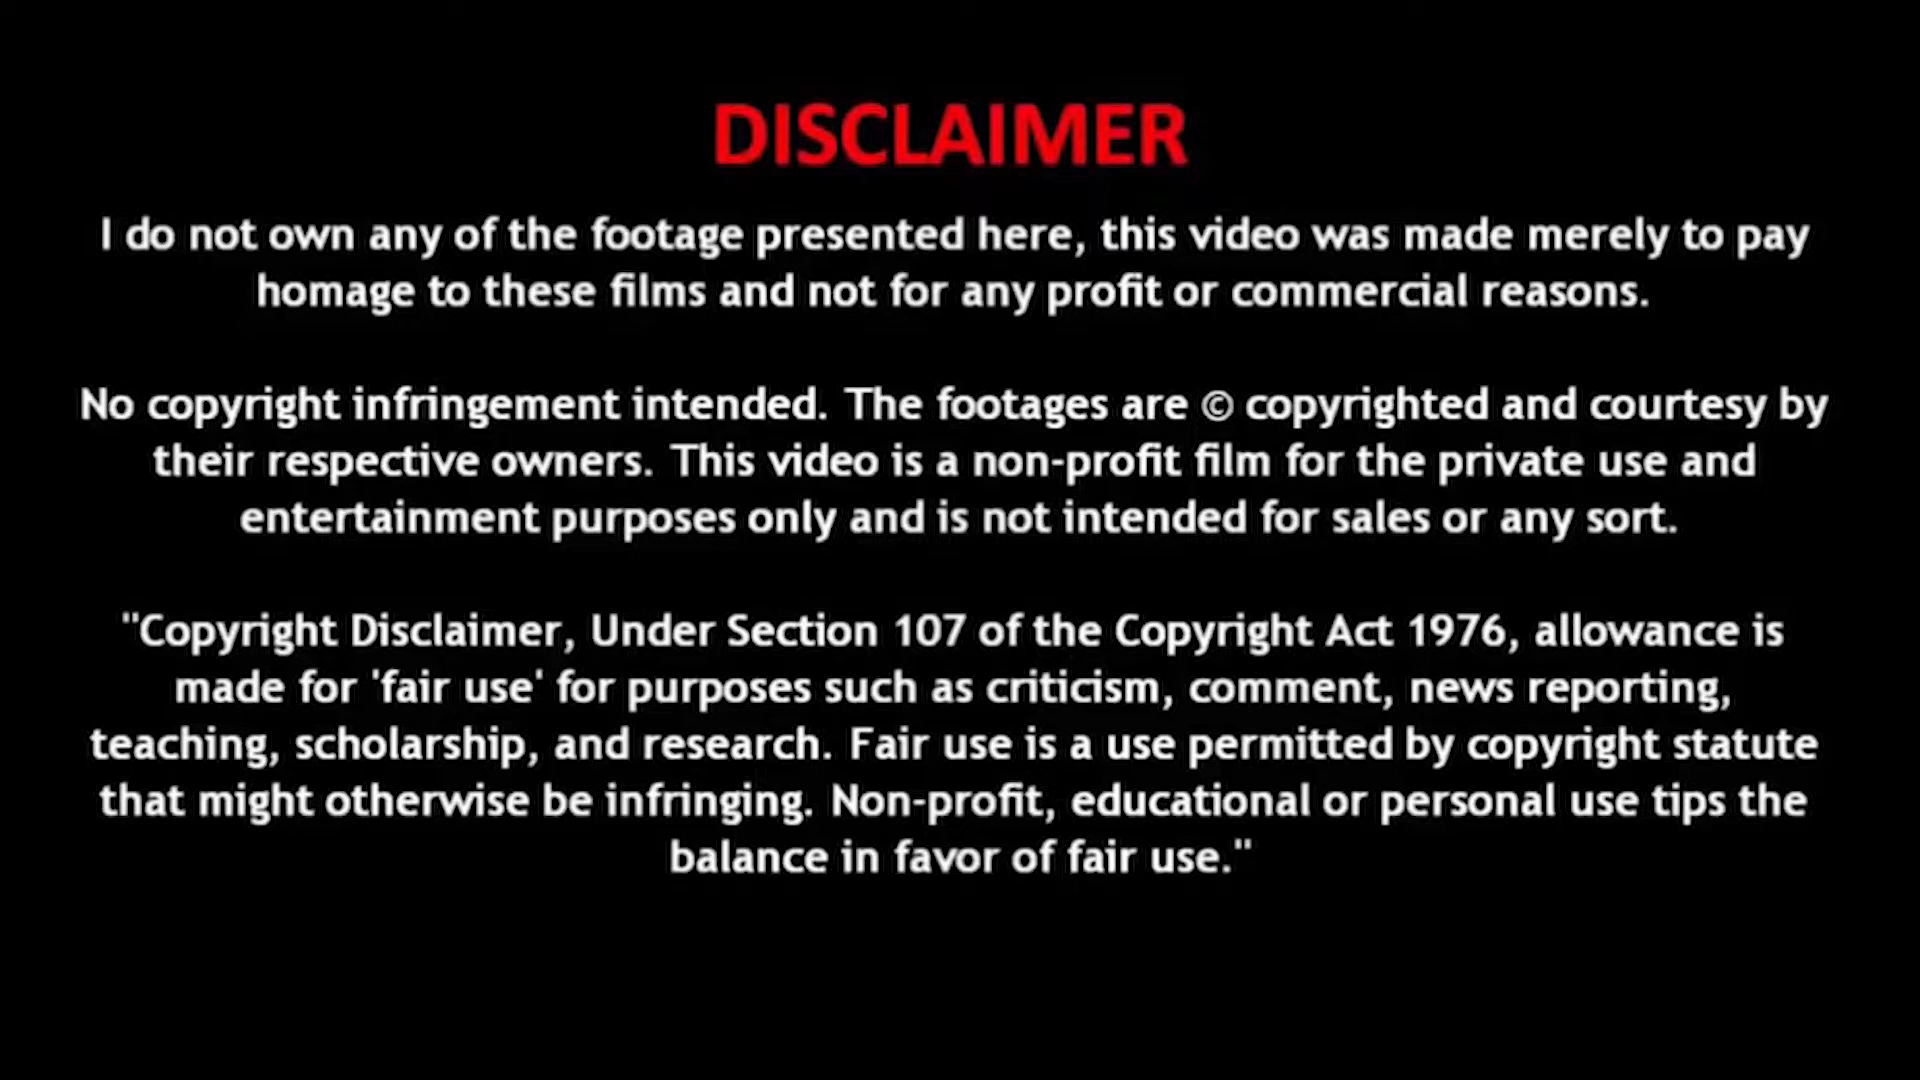 DISCLAIMER
I do not own any of the footage presented here, this video was made merely to pay
homage to these films and not for any profit or commercial reasons.
No copyright infringement intended. The footages are © copyrighted and courtesy by
their respective owners. This video is a non-profit film for the private use and
entertainment purposes only and is not intended for sales or any sort.
"Copyright Disclaimer, Under Section 107 of the Copyright Act 1976, allowance is
made for 'fair use' for purposes such as criticism, comment, news reporting,
teaching, scholarship, and research. Fair use is a use permitted by copyright statute
that might otherwise be infringing. Non-profit, educational or personal use tips the
balance in favor of fair use."